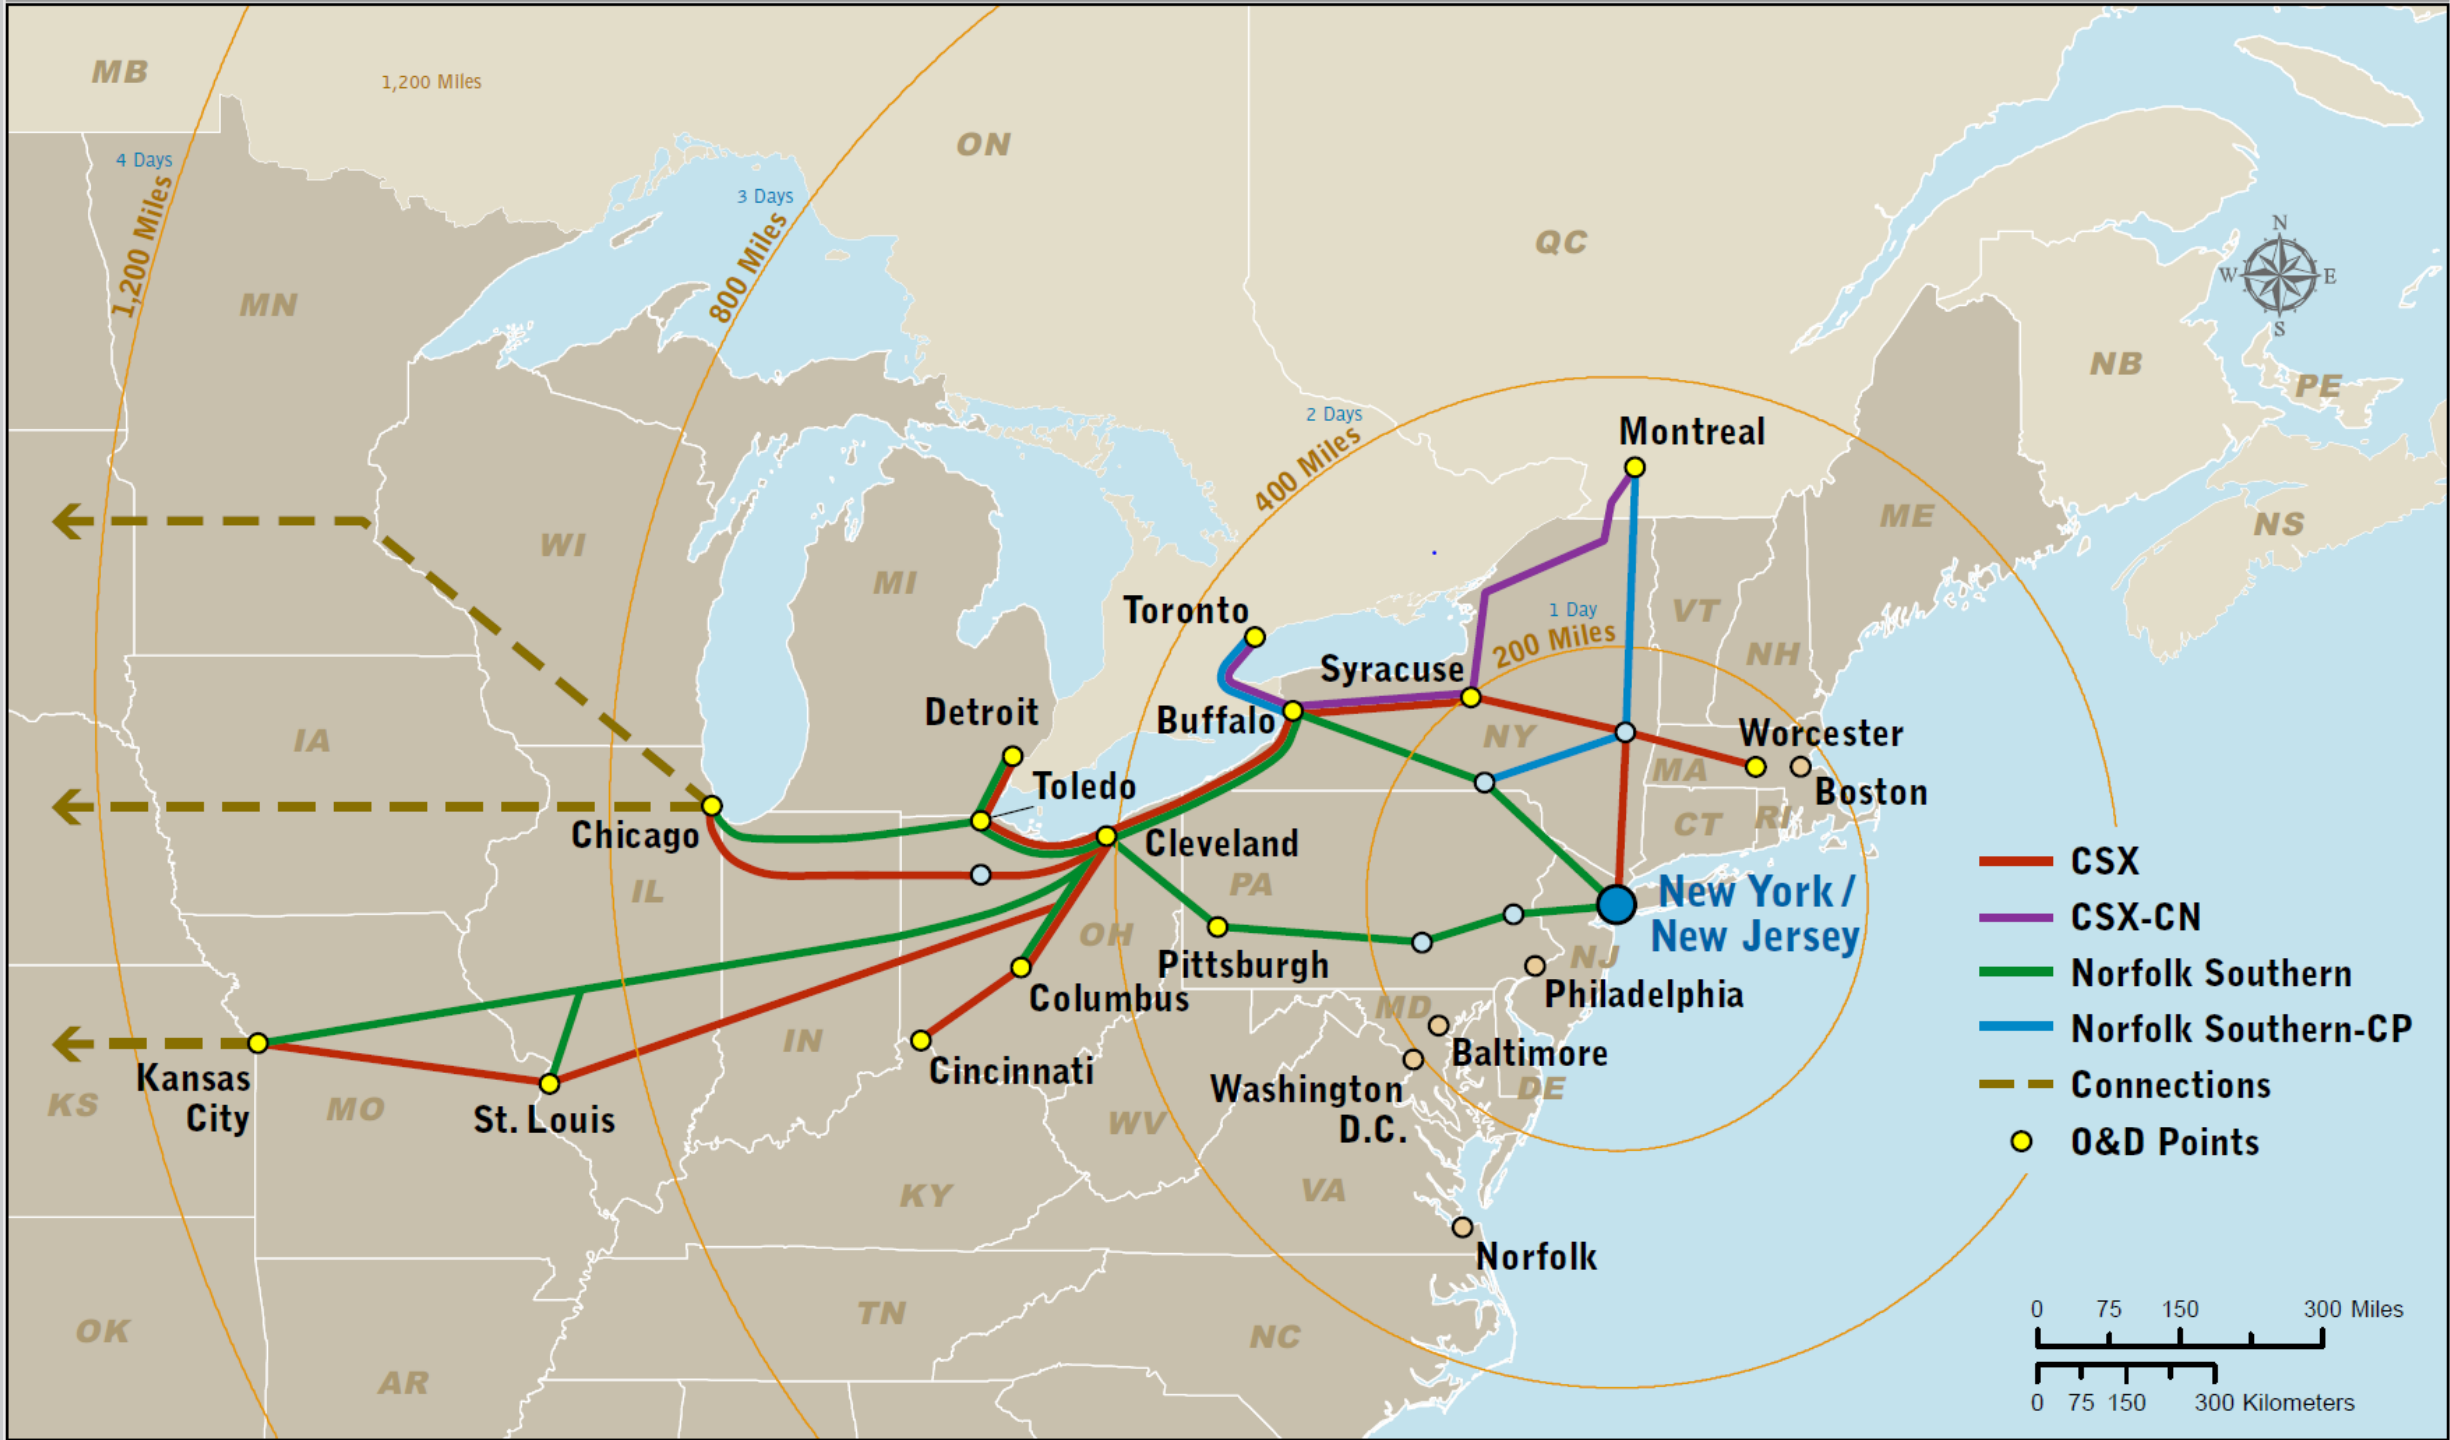 MB
1,200 MIles
ON
4 Days
3 Days
1,200 Miles
800 Miles
QC
N
W
E
S
MN
NB
PE
2 Days
400 Miles
Montreal
ME
NS
WI
MI
Toronto
1 Day
200 Miles
VT
NH
Syracuse
Detroit
Buffalo
NY
Worcester
IA
Toledo
MA
Boston
Chicago
Cleveland
CT
RI
IL
PA
New York /
New Jersey
OH
Pittsburgh
NJ
Philadelphia
Columbus
MD
IN
Cincinnati
Baltimore
Washington
D.C.
DE
Kansas
City
KS
MO
St. Louis
WV
KY
VA
Norfolk
TN
NC
OK
AR
CSX
CSX-CN
Norfolk Southern
Norfolk Southern-CP
Connections
O&D Points
0 75 150 300 Miles
0 75 150 300 Kilometers